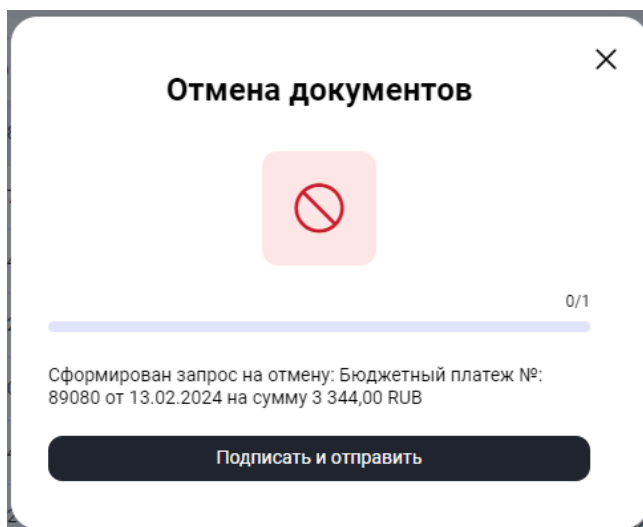 Отмена документов
0/1
Сформирован запрос на отмену: Бюджетный платеж №:
89080 от 13.02.2024 на сумму 3 344,00 RUB
Подписать и отправить